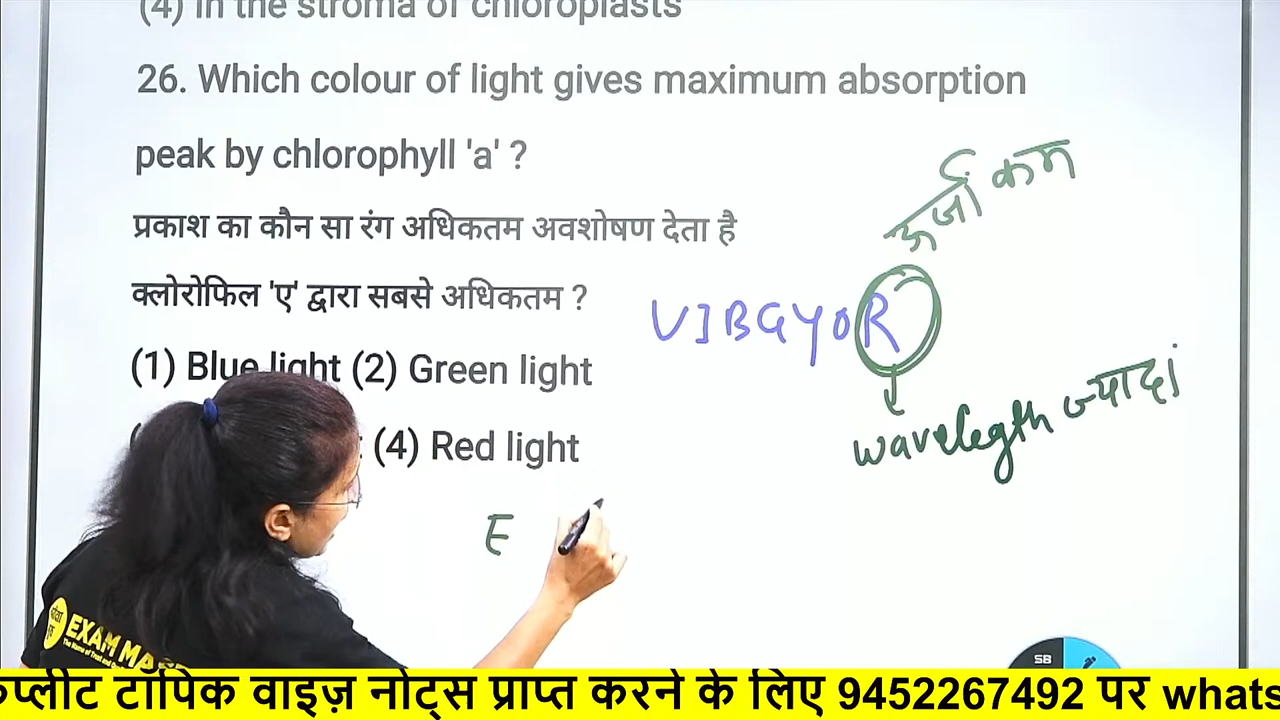 (4) In the stroma of chloroplasts
26. Which colour of light gives maximum absorption
peak by chlorophyll 'a' ?
प्रकाश का कौन सा रंग अधिकतम अवशोषण देता है
क्लोरोफिल 'ए' द्वारा सबसे अधिकतम ?
(1) Blue light (2) Green light
(4) Red light
ऊर्जा कम
VIBGYOR
wavelegth ज्यादा
E
EXAM
SB
प्लीट टॉपिक वाइज़ नोट्स प्राप्त करने के लिए 9452267492 पर whats